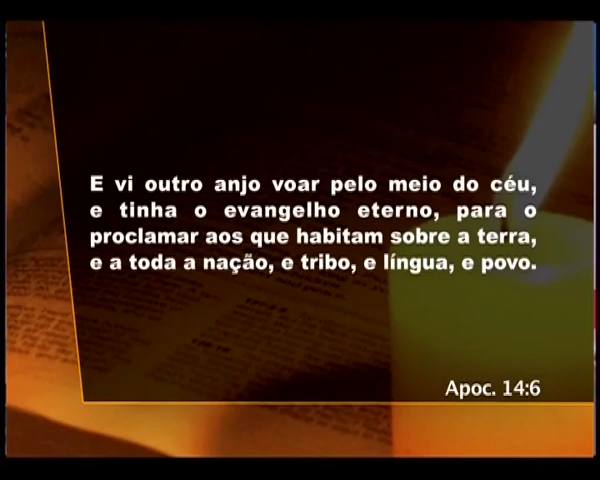 E vi outro anjo voar pelo meio do céu,
e tinha o evangelho eterno, para o
proclamar aos que habitam sobre a terra,
e a toda a nação, e tribo, e língua, e povo.
Apoc. 14:6